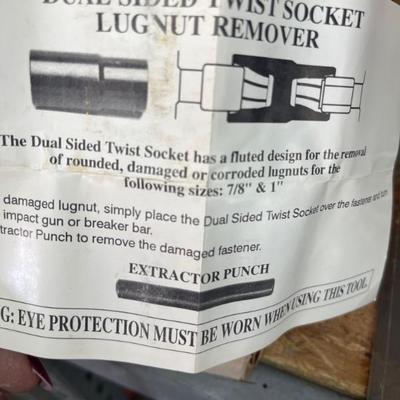 DUAL SIDED TWIST SOCKET
LUGNUT REMOVER
The Dual Sided Twist Socket has a fluted design for the removal
of rounded, damaged or corroded lugnuts for the
following sizes: 7/8" & 1"
damaged lugnut, simply place the Dual Sided Twist Socket over the fastener and turn
impact gun or breaker bar.
tractor Punch to remove the damaged fastener.
EXTRACTOR PUNCH
G: EYE PROTECTION MUST BE WORN WHEN USING THIS TOOL